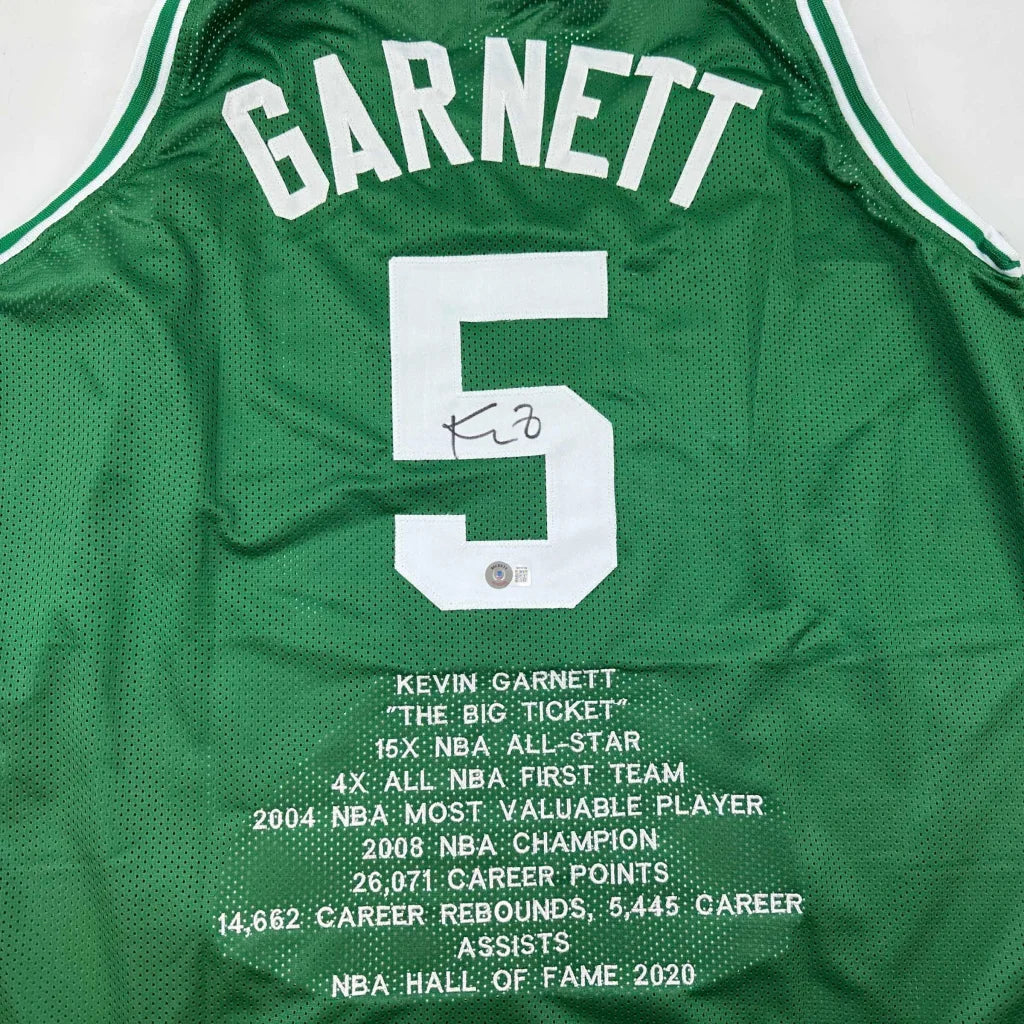 GARNETT
5
KEVIN GARNETT
"THE BIG TICKET"
15X NBA ALL-STAR
4X ALL NBA FIRST TEAM
2004 NBA MOST VALUABLE PLAYER
2008 NBA CHAMPION
26,071 CAREER POINTS
14,662 CAREER REBOUNDS, 5,445 CAREER
ASSISTS
NBA HALL OF FAME 2020